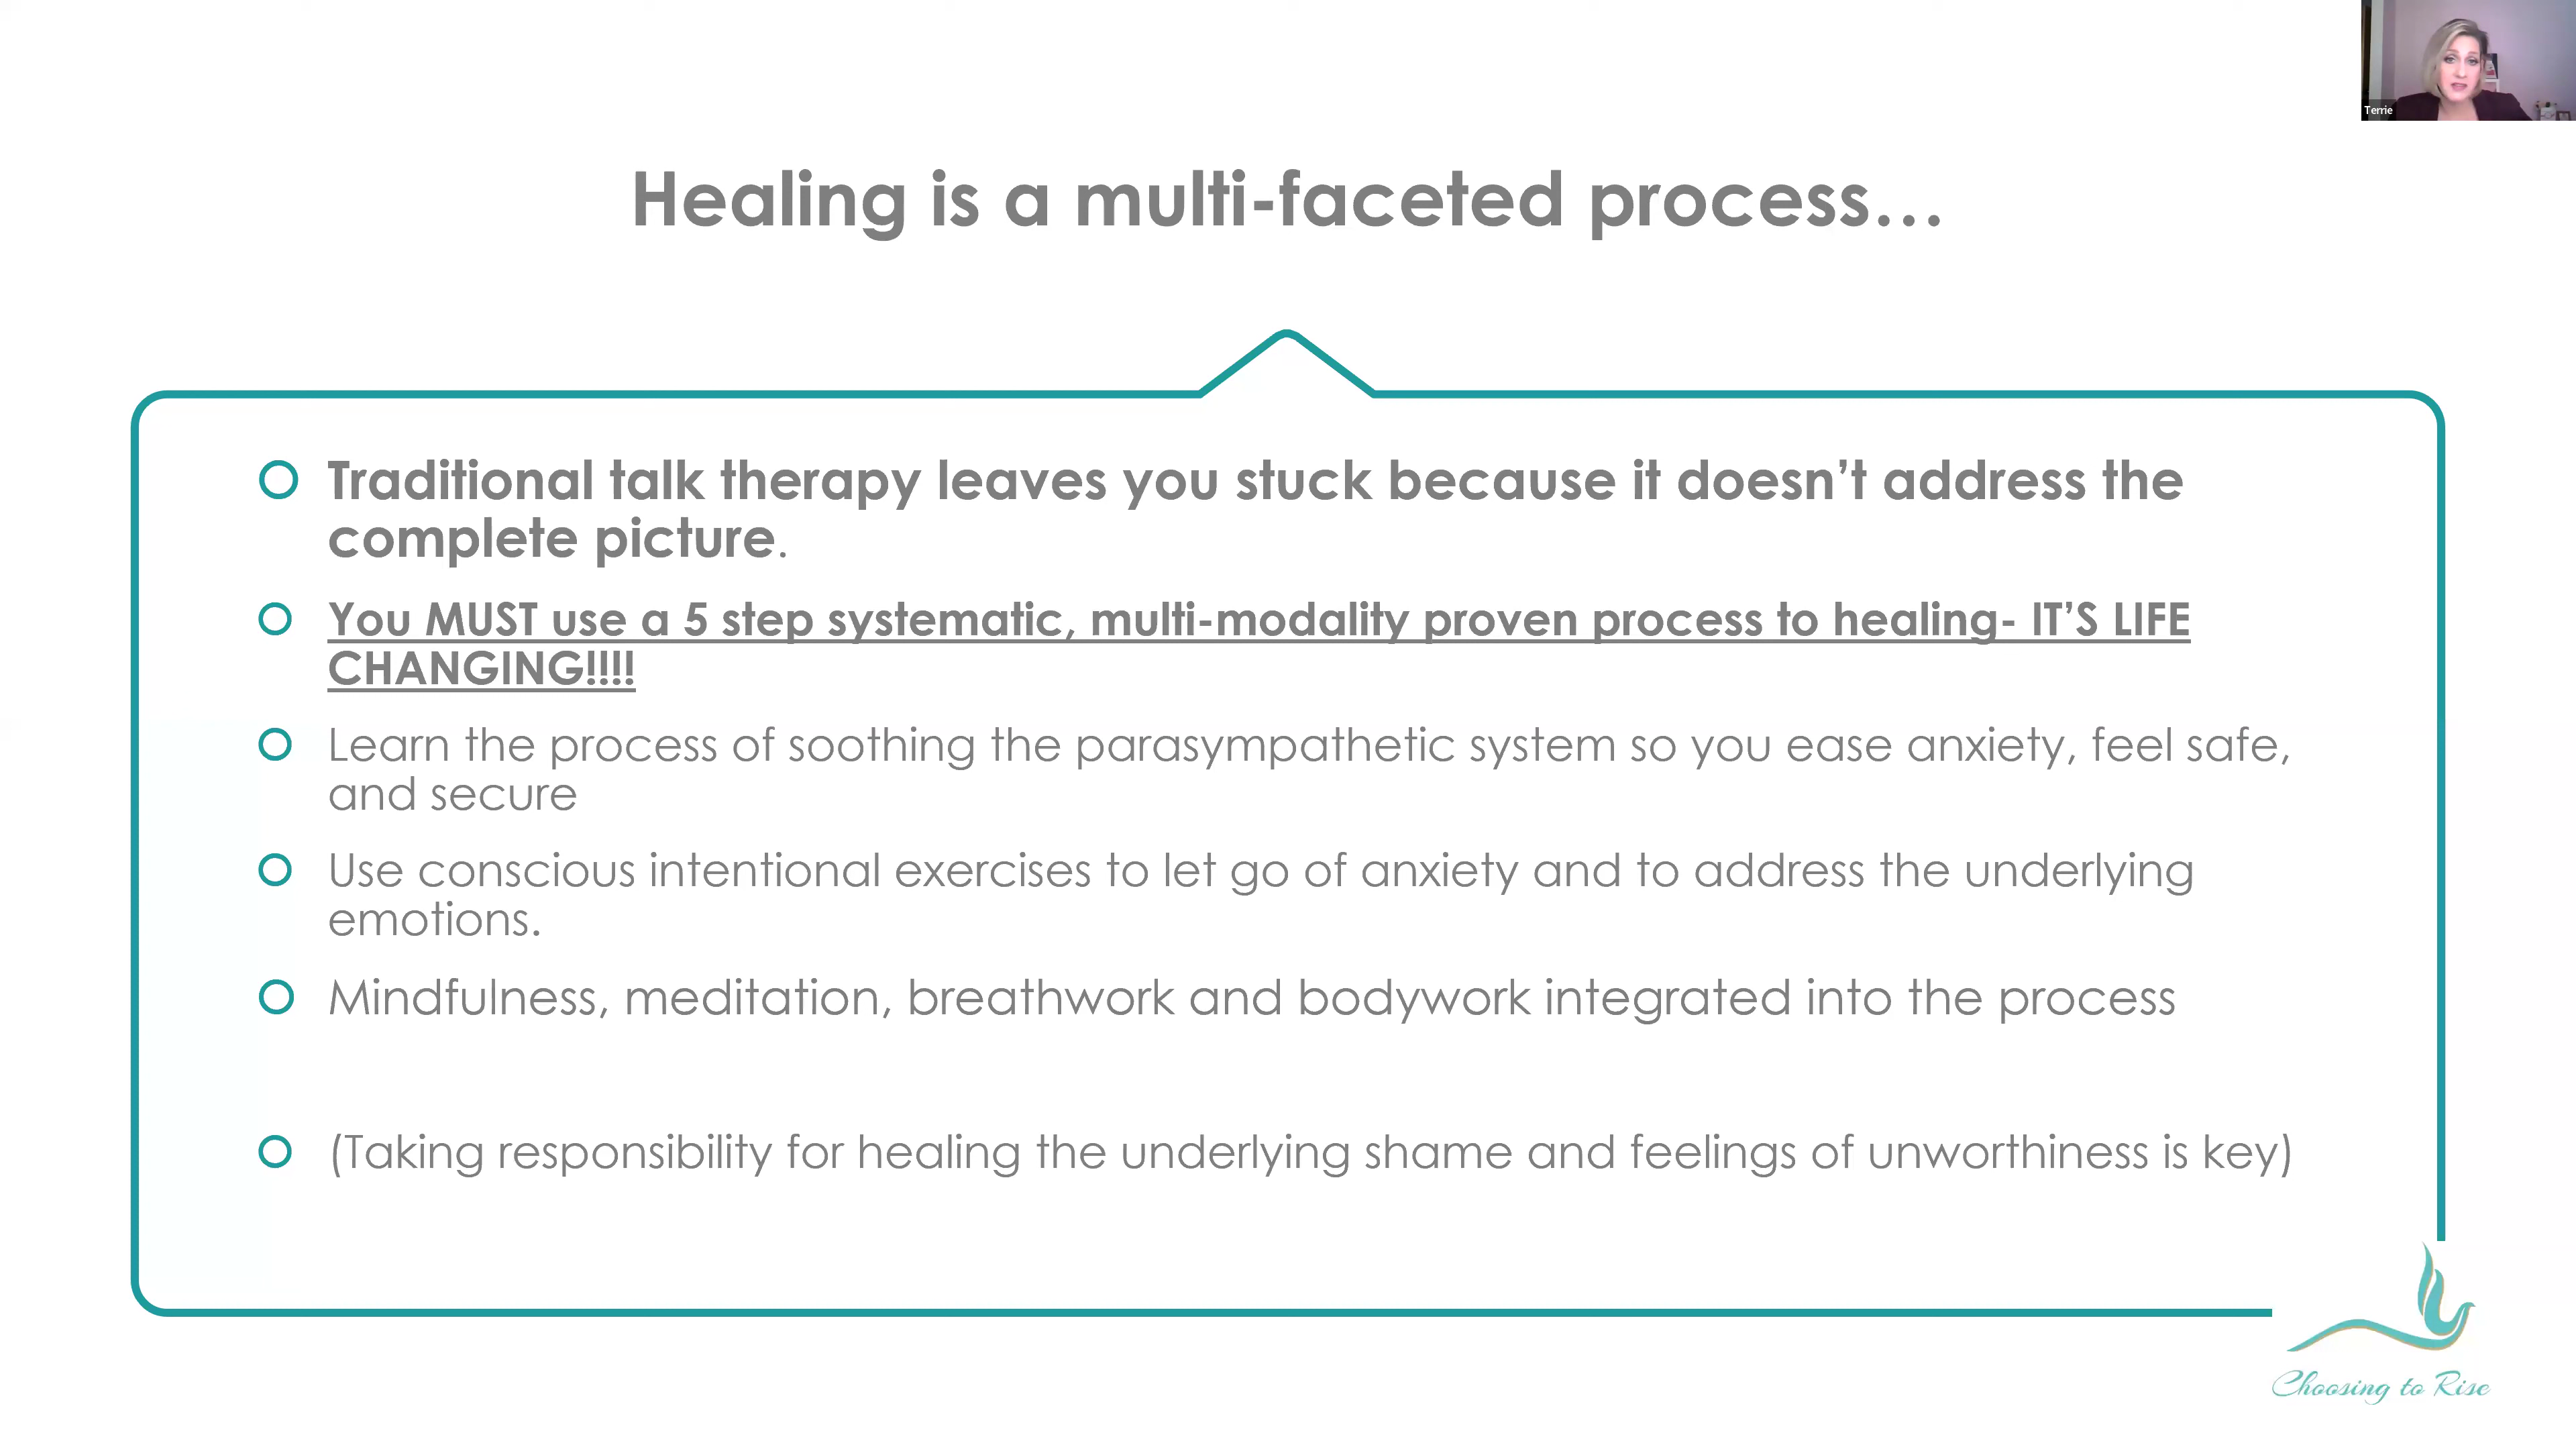 Terrie
Healing is a multi-faceted process…
Traditional talk therapy leaves you stuck because it doesn’t address the
complete picture.
You MUST use a 5 step systematic, multi-modality proven process to healing- IT’S LIFE
CHANGING!!!!
Learn the process of soothing the parasympathetic system so you ease anxiety, feel safe,
and secure
Use conscious intentional exercises to let go of anxiety and to address the underlying
emotions.
Mindfulness, meditation, breathwork and bodywork integrated into the process
(Taking responsibility for healing the underlying shame and feelings of unworthiness is key)
Choosing to Rise